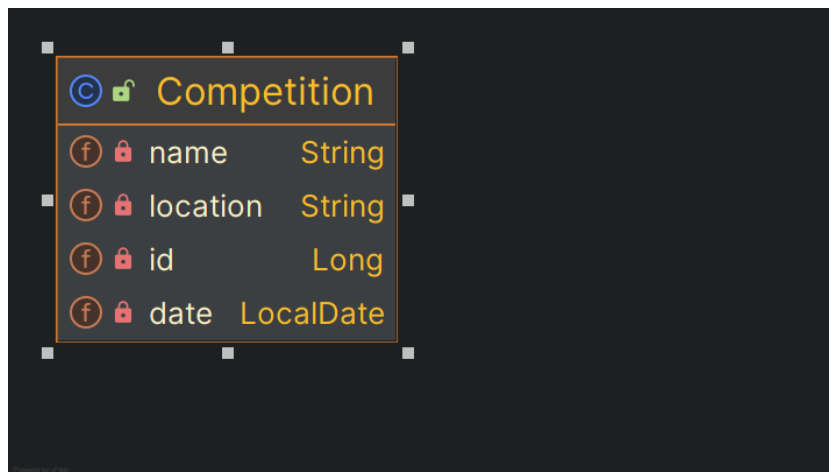 C Competition
f name String
f location String
f id Long
f date LocalDate